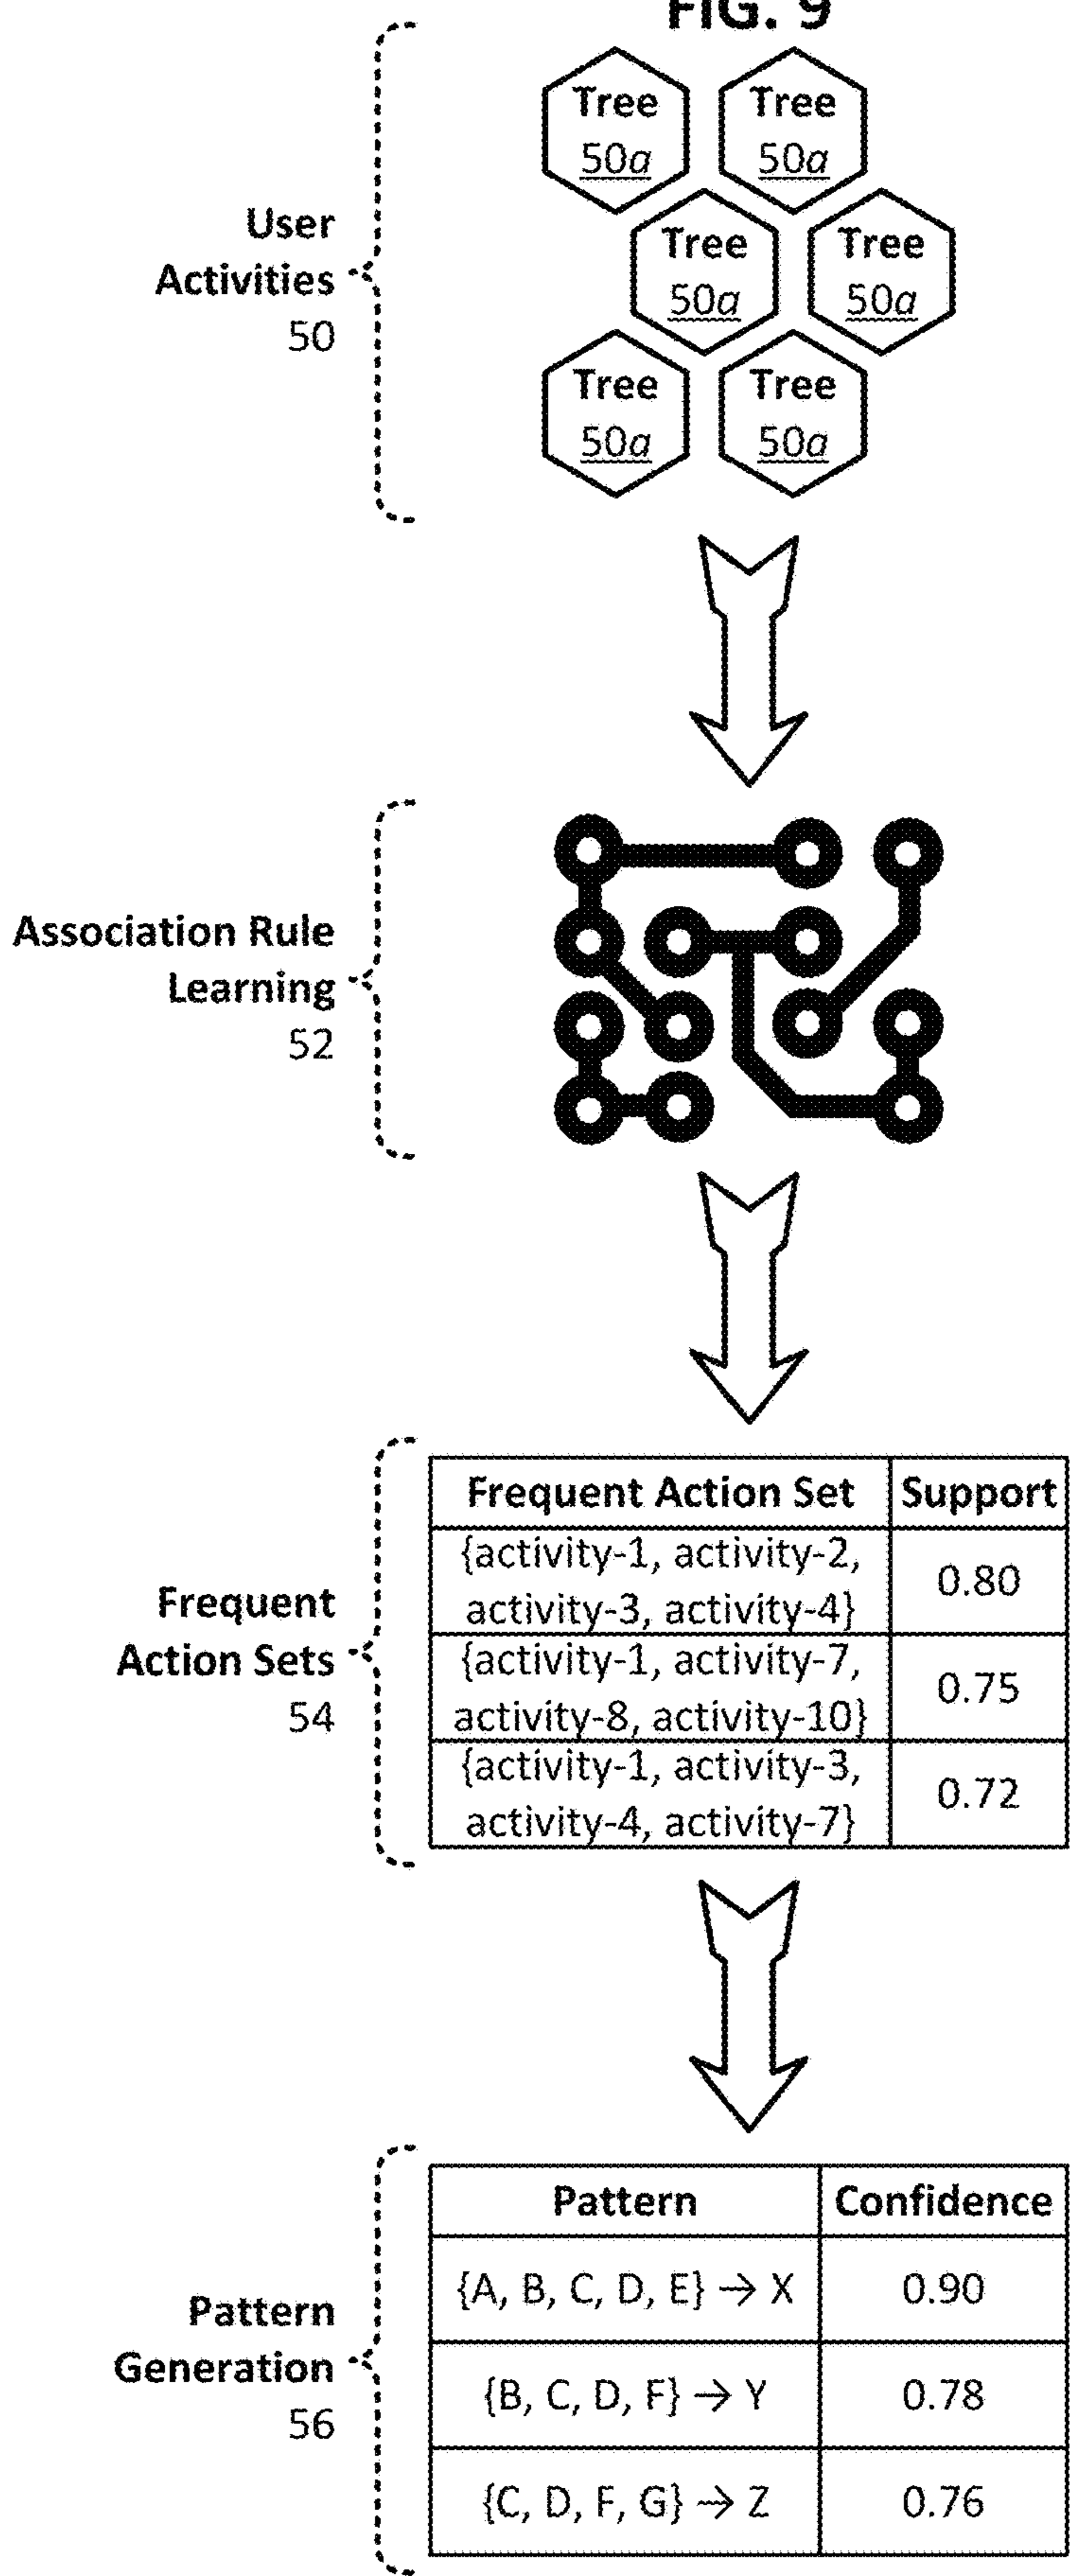 FIG. 9
Tree Tree
50a 50a
User
Activities
50
Tree Tree
50a 50a
Tree Tree
50a 50a
Association Rule
Learning
52
Frequent
Action Sets
54
Frequent Action Set Support
{activity-1, activity-2,
activity-3, activity-4}
0.80
{activity-1, activity-7,
activity-8, activity-10}
0.75
{activity-1, activity-3,
activity-4, activity-7}
0.72
Pattern
Generation
56
Pattern Confidence
{A, B, C, D, E} → X 0.90
{B, C, D, F} → Y 0.78
{C, D, F, G} → Z 0.76